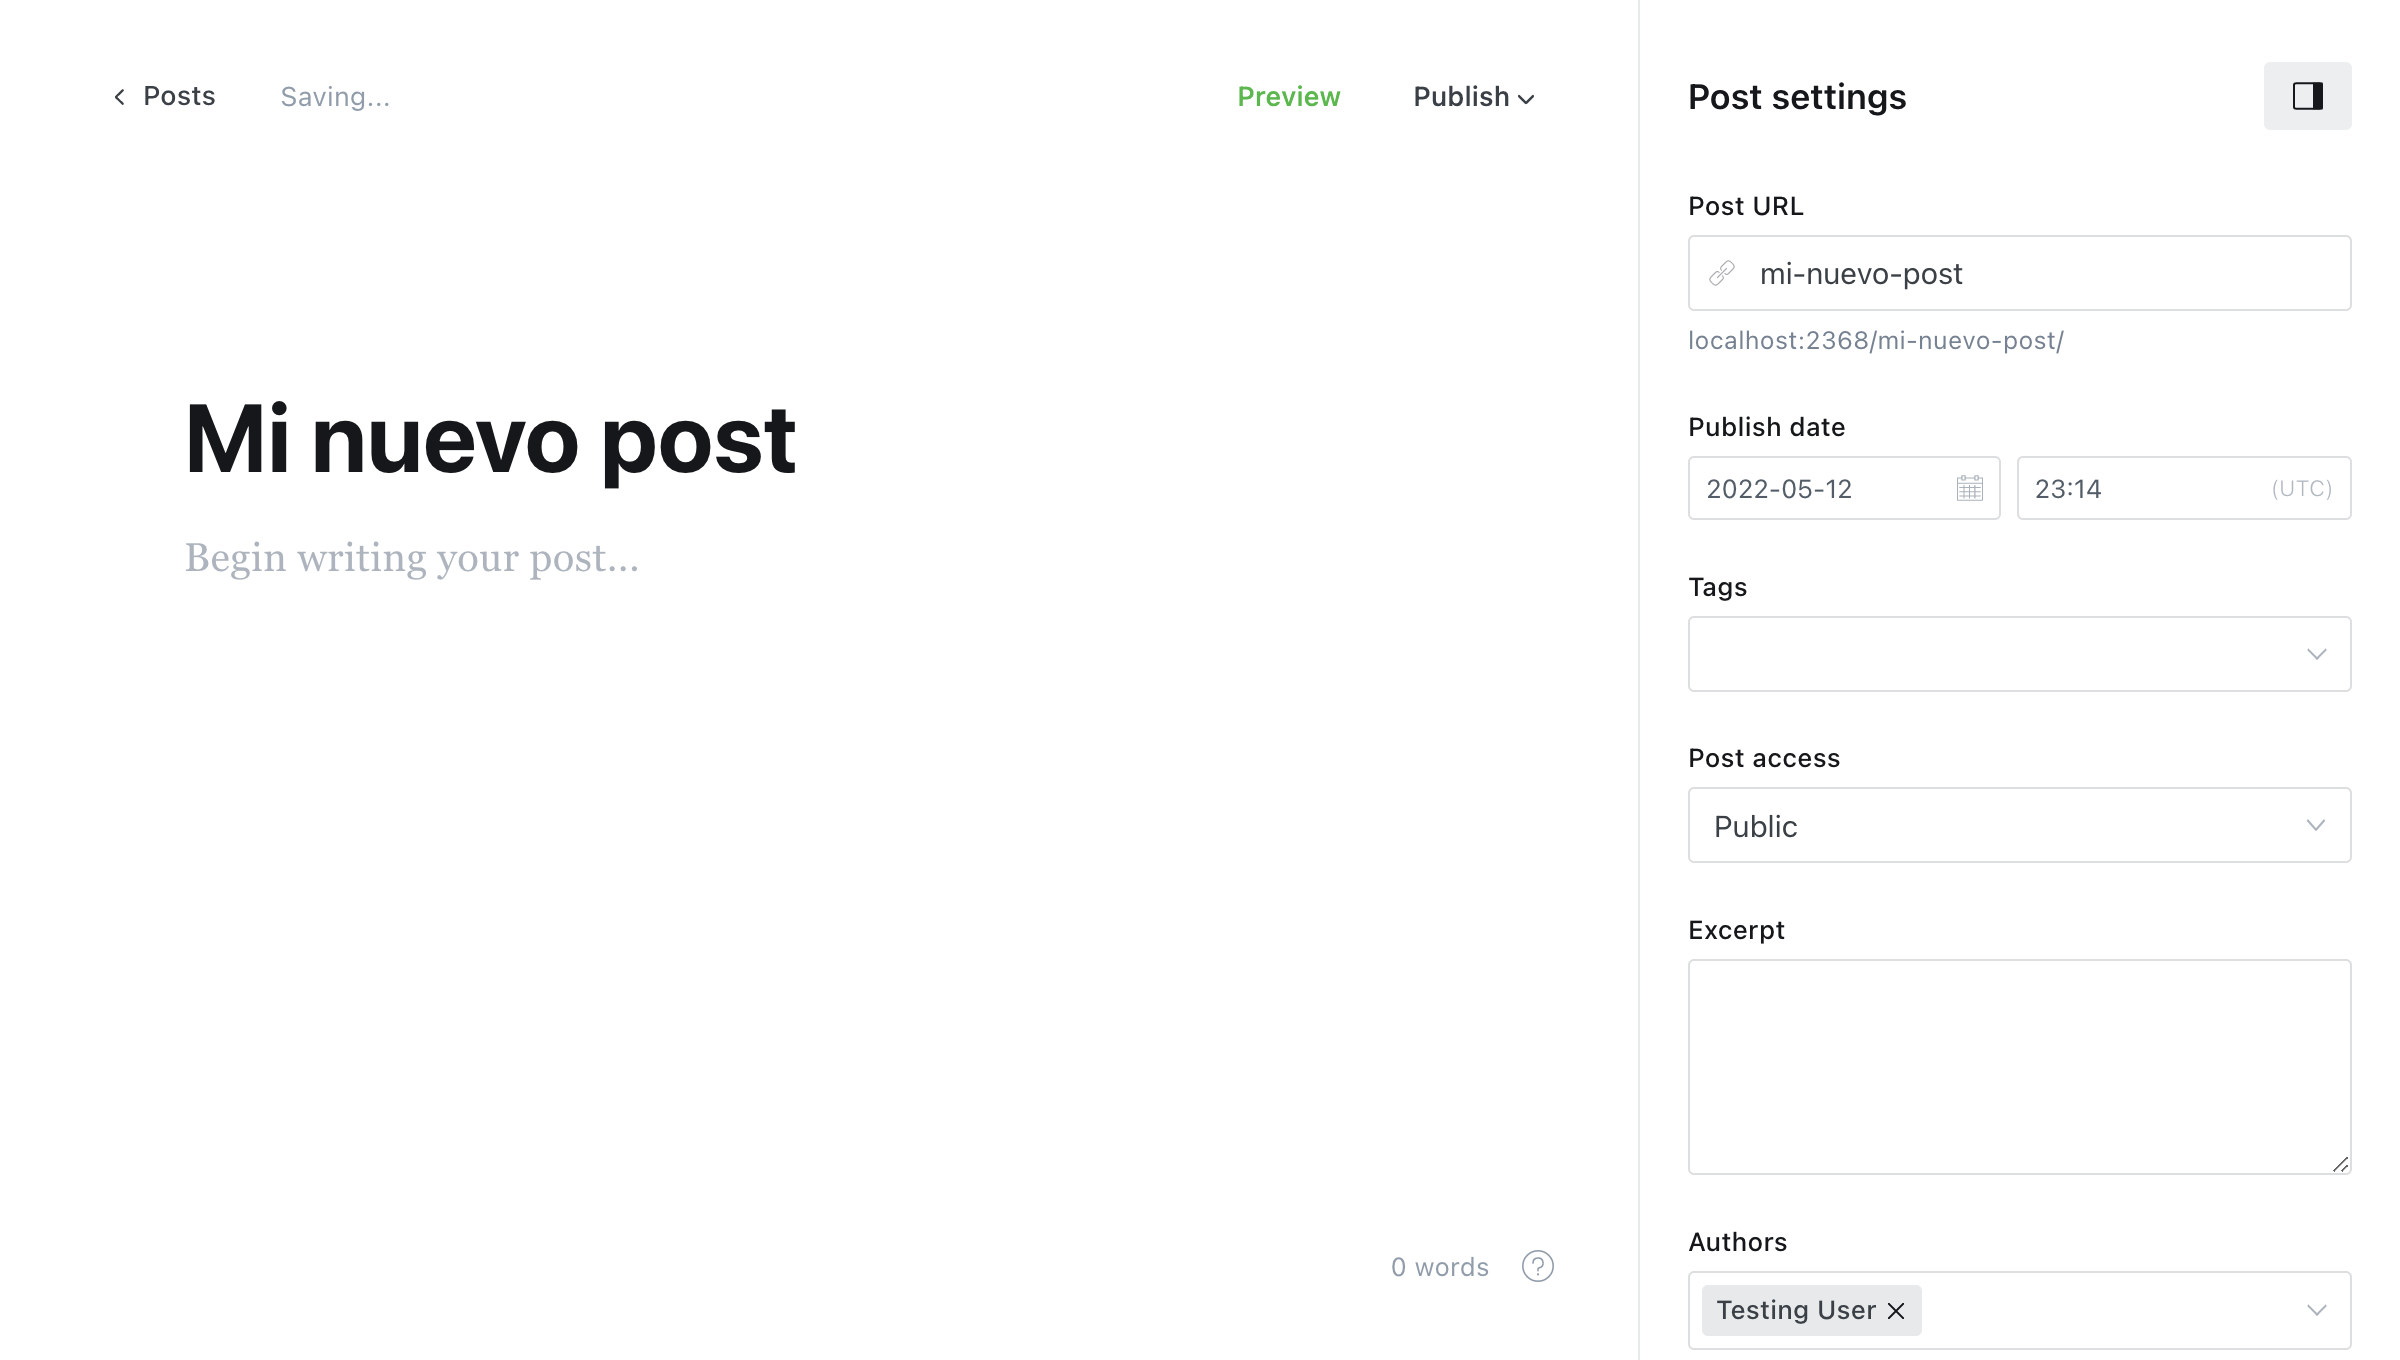 Posts
Saving...
Preview
Publish
Mi nuevo post
Begin writing your post...
0 words
?
Post settings
Post URL
mi-nuevo-post
localhost:2368/mi-nuevo-post/
Publish date
2022-05-12
23:14 (UTC)
Tags
Post access
Public
Excerpt
Authors
Testing User